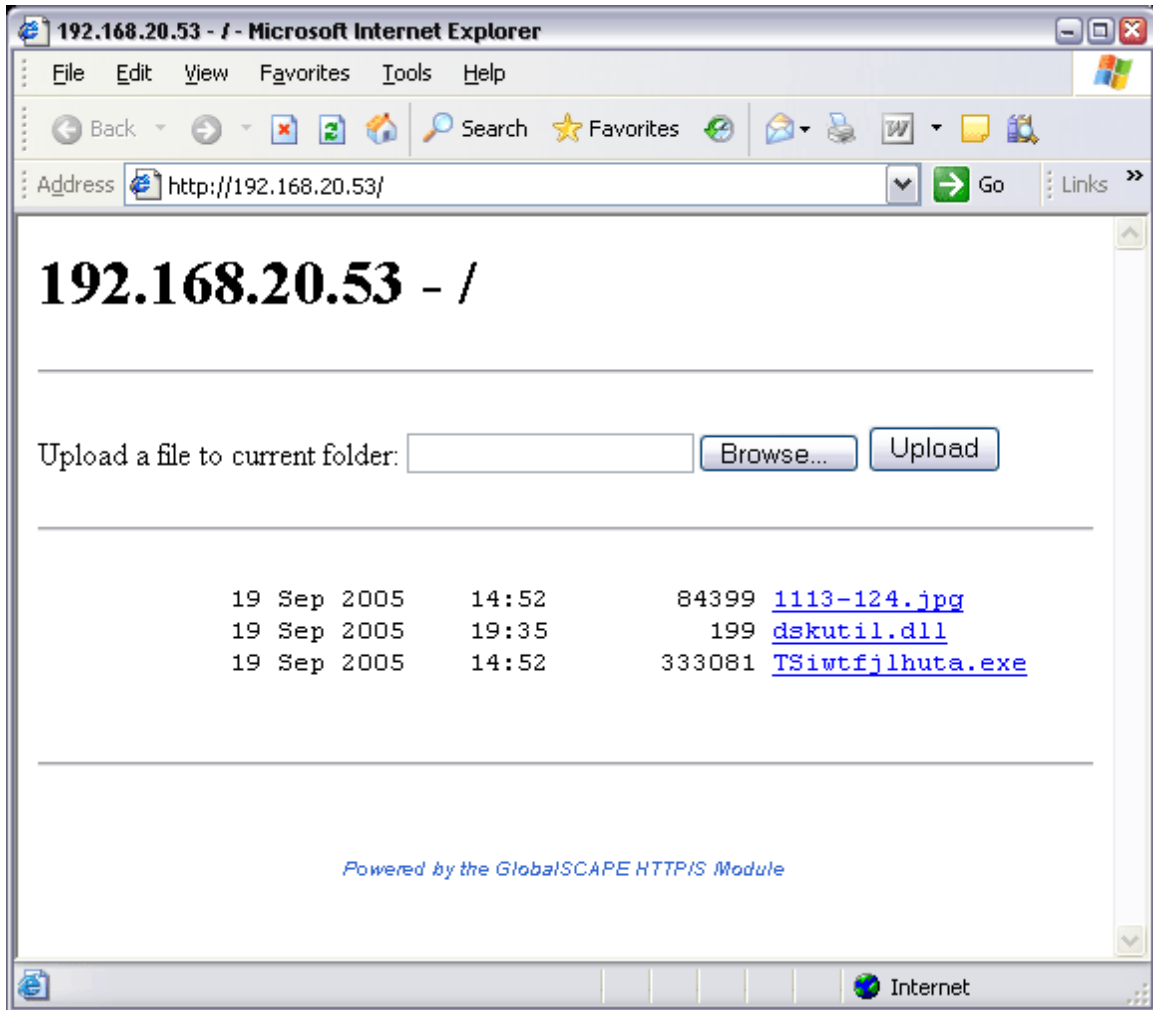 192.168.20.53 - / - Microsoft Internet Explorer
File Edit View Favorites Tools Help
Back Search Favorites
Address http://192.168.20.53/ Go Links »
192.168.20.53 - /
Upload a file to current folder: Browse... Upload
19 Sep 2005 14:52 84399 1113-124.jpg
19 Sep 2005 19:35 199 dskutil.dll
19 Sep 2005 14:52 333081 TSiwtfjlhuta.exe
Powered by the GlobalSCAPE HTTP/S Module
Internet